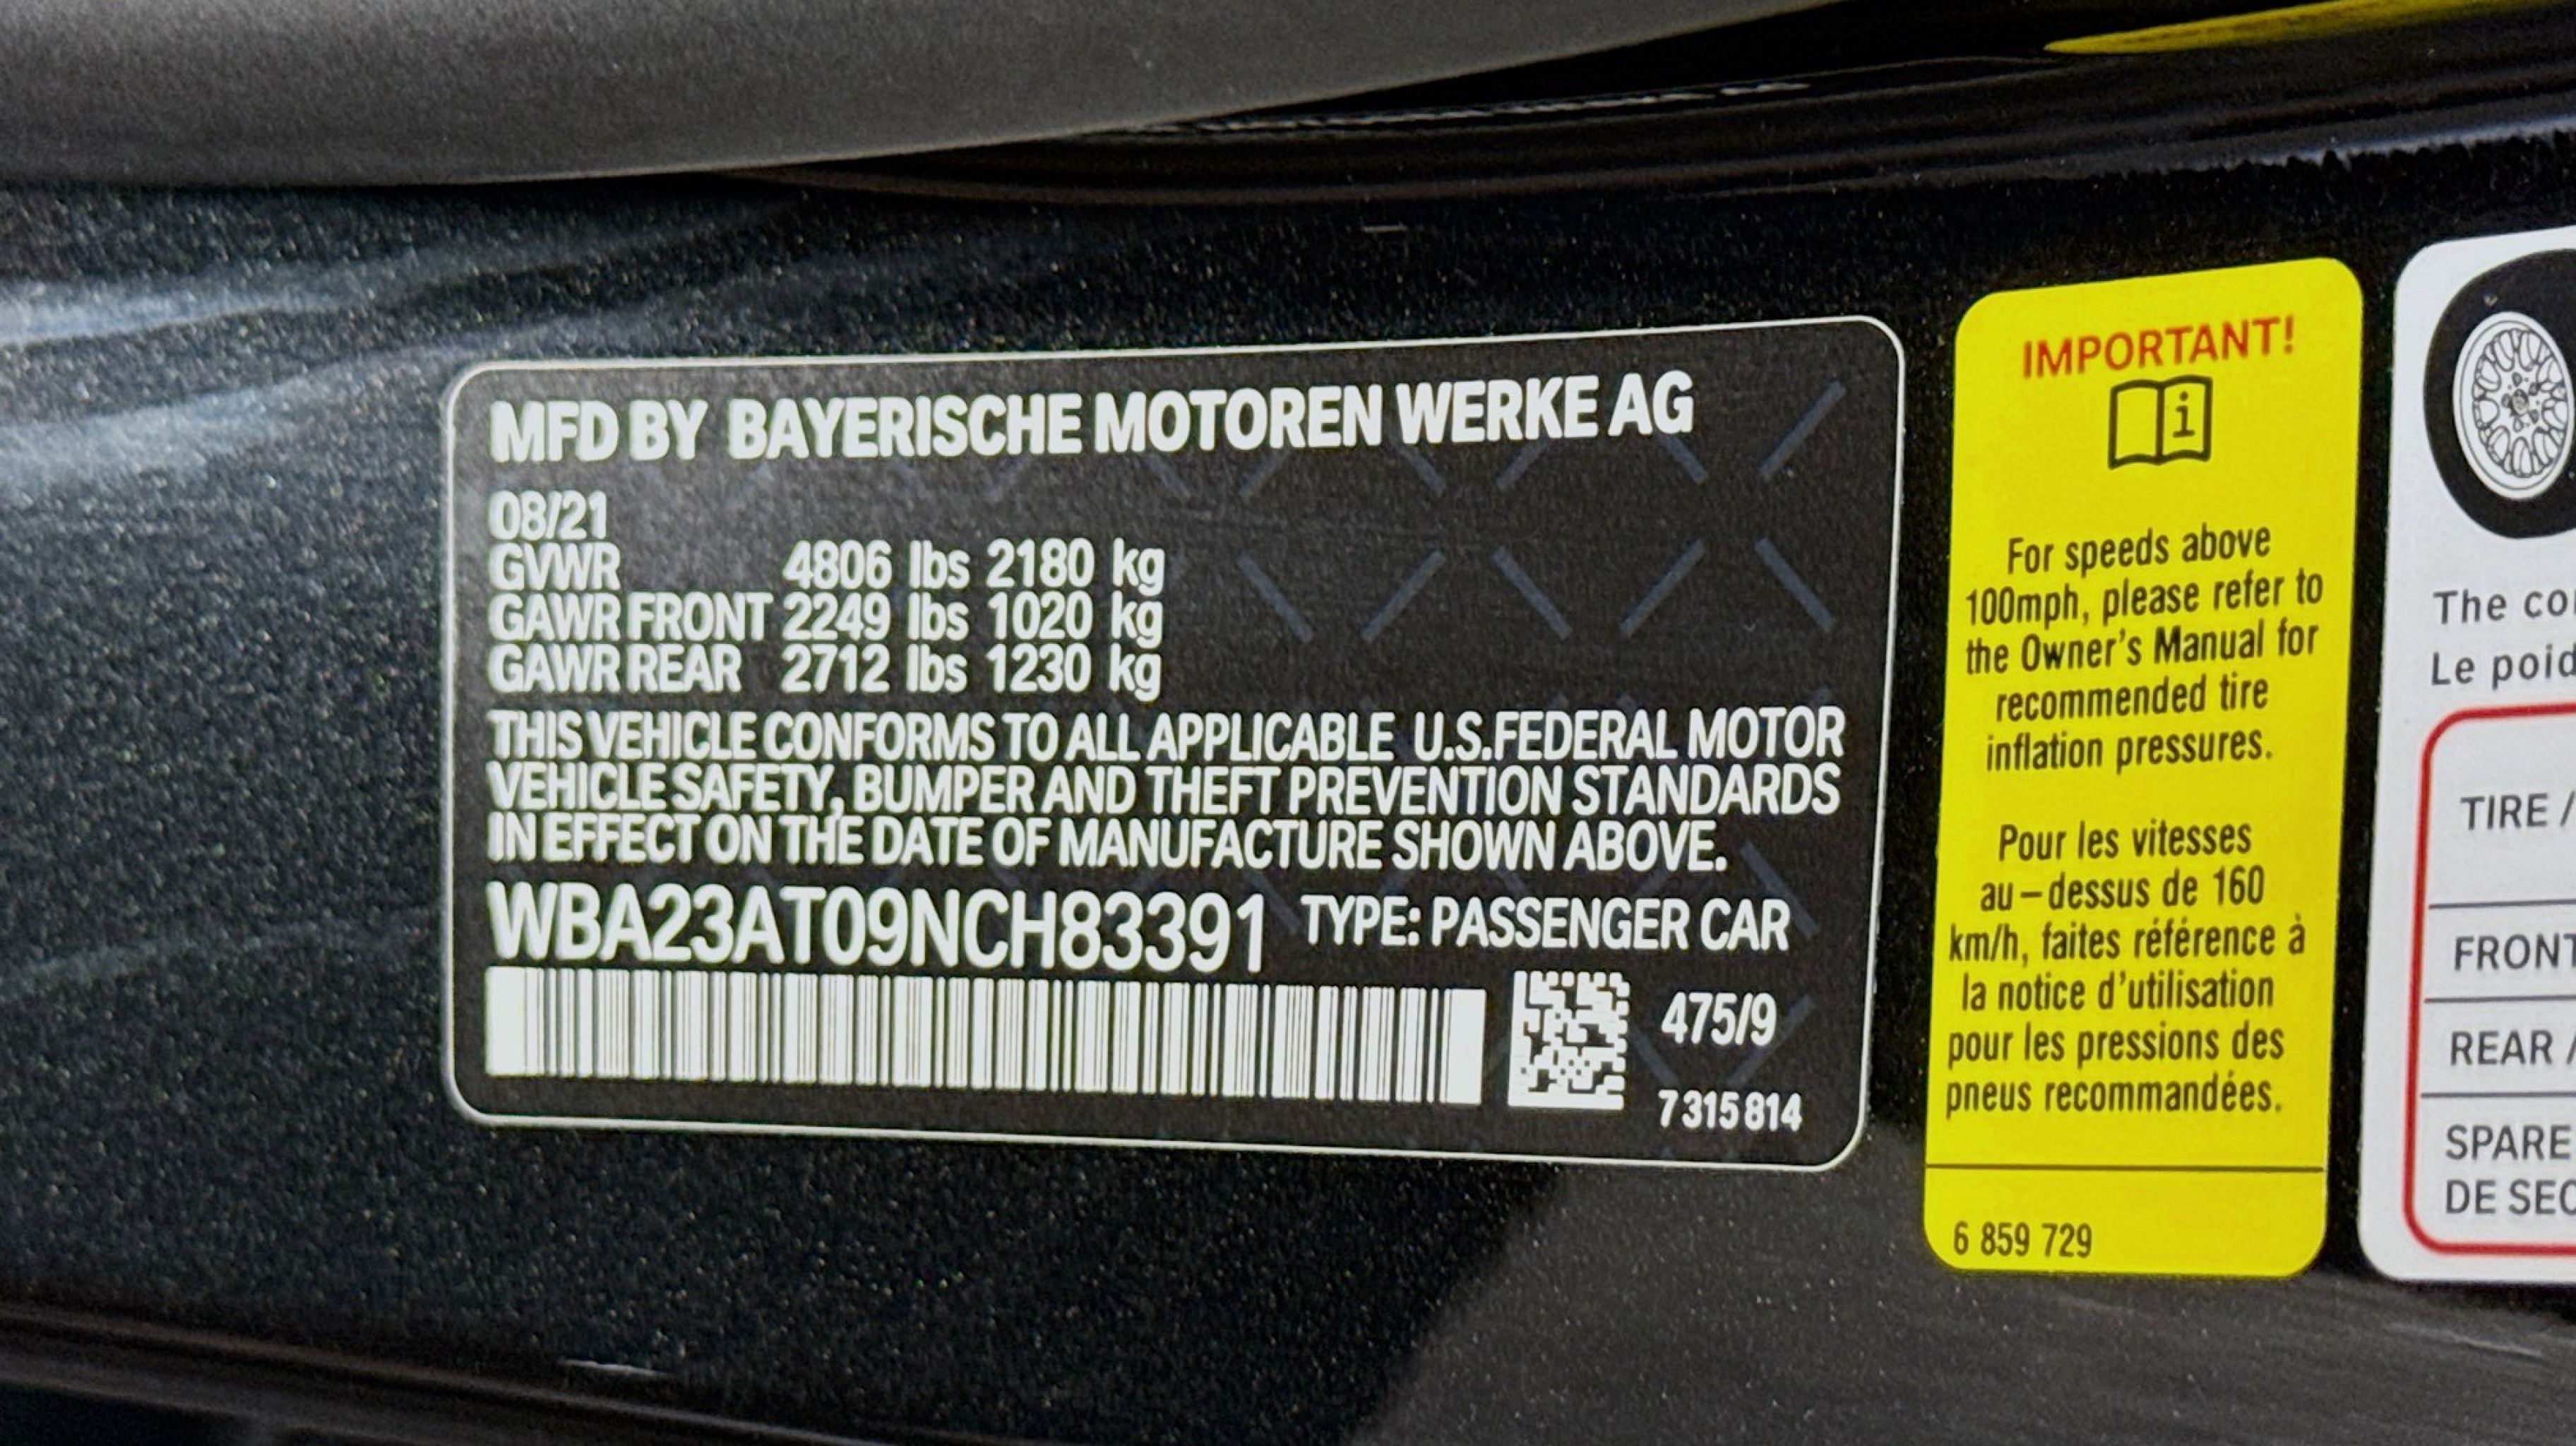 MFD BY BAYERISCHE MOTOREN WERKE AG
08/21
GVWR 4806 lbs 2180 kg
GAWR FRONT 2249 lbs 1020 kg
GAWR REAR 2712 lbs 1230 kg
THIS VEHICLE CONFORMS TO ALL APPLICABLE U.S.FEDERAL MOTOR
VEHICLE SAFETY, BUMPER AND THEFT PREVENTION STANDARDS
IN EFFECT ON THE DATE OF MANUFACTURE SHOWN ABOVE.
WBA23AT09NCH83391 TYPE: PASSENGER CAR
475/9
7 315 814
IMPORTANT!
i
For speeds above
100mph, please refer to
the Owner's Manual for
recommended tire
inflation pressures.
Pour les vitesses
au-dessus de 160
km/h, faites référence à
la notice d'utilisation
pour les pressions des
pneus recommandées.
6 859 729
The
Le
TIRE /
FRONT
REAR /
SPARE
DE